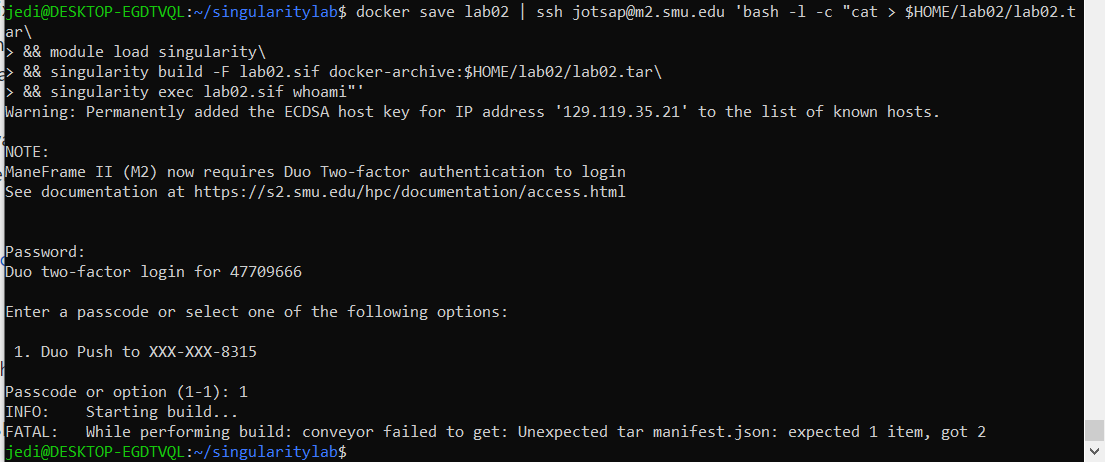 jedi@DESKTOP-EGDTVQL:~/singularitylab$ docker save lab02 | ssh jotsap@m2.smu.edu 'bash -l -c "cat > $HOME/lab02/lab02.t
ar\
> && module load singularity\
> && singularity build -F lab02.sif docker-archive:$HOME/lab02/lab02.tar\
> && singularity exec lab02.sif whoami"'
Warning: Permanently added the ECDSA host key for IP address '129.119.35.21' to the list of known hosts.
NOTE:
ManeFrame II (M2) now requires Duo Two-factor authentication to login
See documentation at https://s2.smu.edu/hpc/documentation/access.html
Password:
Duo two-factor login for 47709666
Enter a passcode or select one of the following options:
1. Duo Push to XXX-XXX-8315
Passcode or option (1-1): 1
INFO:    Starting build...
FATAL:   While performing build: conveyor failed to get: Unexpected tar manifest.json: expected 1 item, got 2
jedi@DESKTOP-EGDTVQL:~/singularitylab$